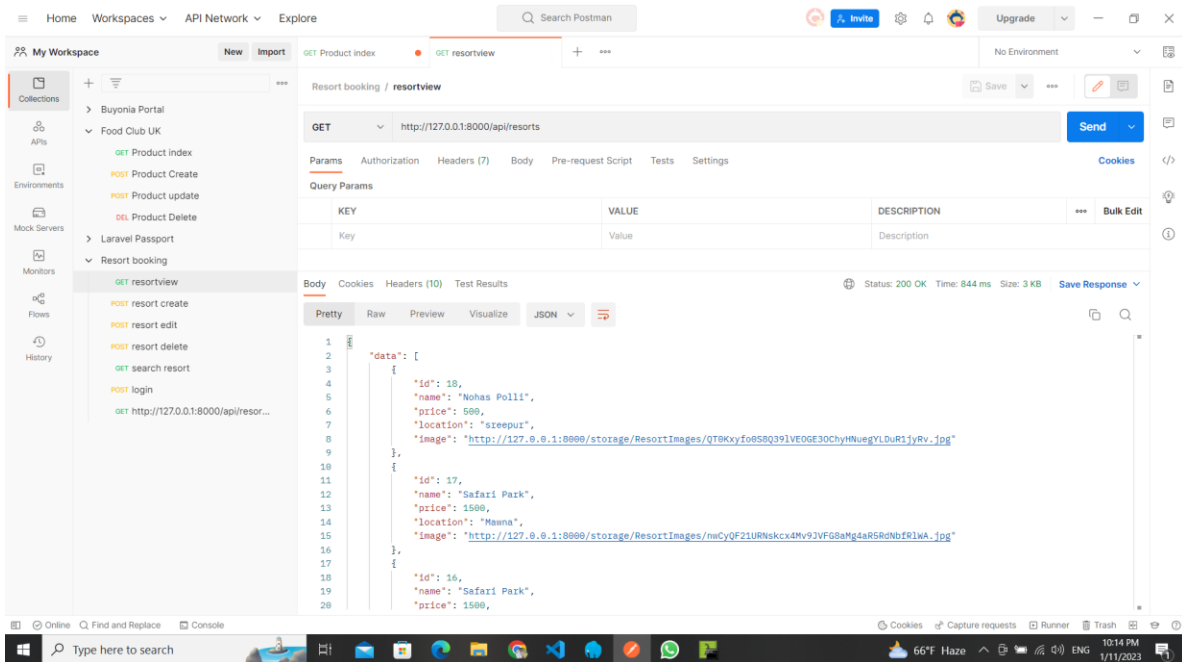 Home Workspaces API Network Explore Search Postman Invite Upgrade
My Workspace New Import GET Product index GET resortview No Environment
Collections
APIs
Environments
Mock Servers
Monitors
Flows
History
Buyonia Portal
Food Club UK
GET Product index
POST Product Create
POST Product update
DEL Product Delete
Laravel Passport
Resort booking
GET resortview
POST resort create
POST resort edit
POST resort delete
GET search resort
POST login
GET http://127.0.0.1:8000/api/resor...
Resort booking / resortview Save
GET http://127.0.0.1:8000/api/resorts Send
Params Authorization Headers (7) Body Pre-request Script Tests Settings Cookies
Query Params
KEY VALUE DESCRIPTION Bulk Edit
Key Value Description
Body Cookies Headers (10) Test Results Status: 200 OK Time: 844 ms Size: 3 KB Save Response
Pretty Raw Preview Visualize JSON
1 {
2 "data": [
3 {
4 "id": 18,
5 "name": "Nohas Polli",
6 "price": 500,
7 "location": "sreepur",
8 "image": "http://127.0.0.1:8000/storage/ResortImages/QT0Kxyfo0S8Q39lVEOGE3OChyHNuegYLDuR1jyRv.jpg"
9 },
10 {
11 "id": 17,
12 "name": "Safari Park",
13 "price": 1500,
14 "location": "Mawna",
15 "image": "http://127.0.0.1:8000/storage/ResortImages/nwCyQF21URNskcx4Mv9JVFG8aMg4aR5RdNbfRlWA.jpg"
16 },
17 {
18 "id": 16,
19 "name": "Safari Park",
20 "price": 1500,
Online Find and Replace Console Cookies Capture requests Runner Trash
Type here to search 66°F Haze ENG 10:14 PM
1/11/2023